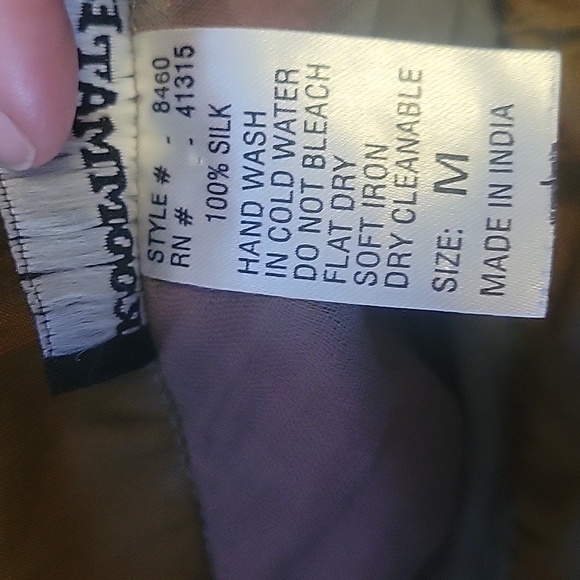 STYLE # - 8460
RN # - 41315
100% SILK
HAND WASH
IN COLD WATER
DO NOT BLEACH
FLAT DRY
SOFT IRON
DRY CLEANABLE
SIZE: M
MADE IN INDIA